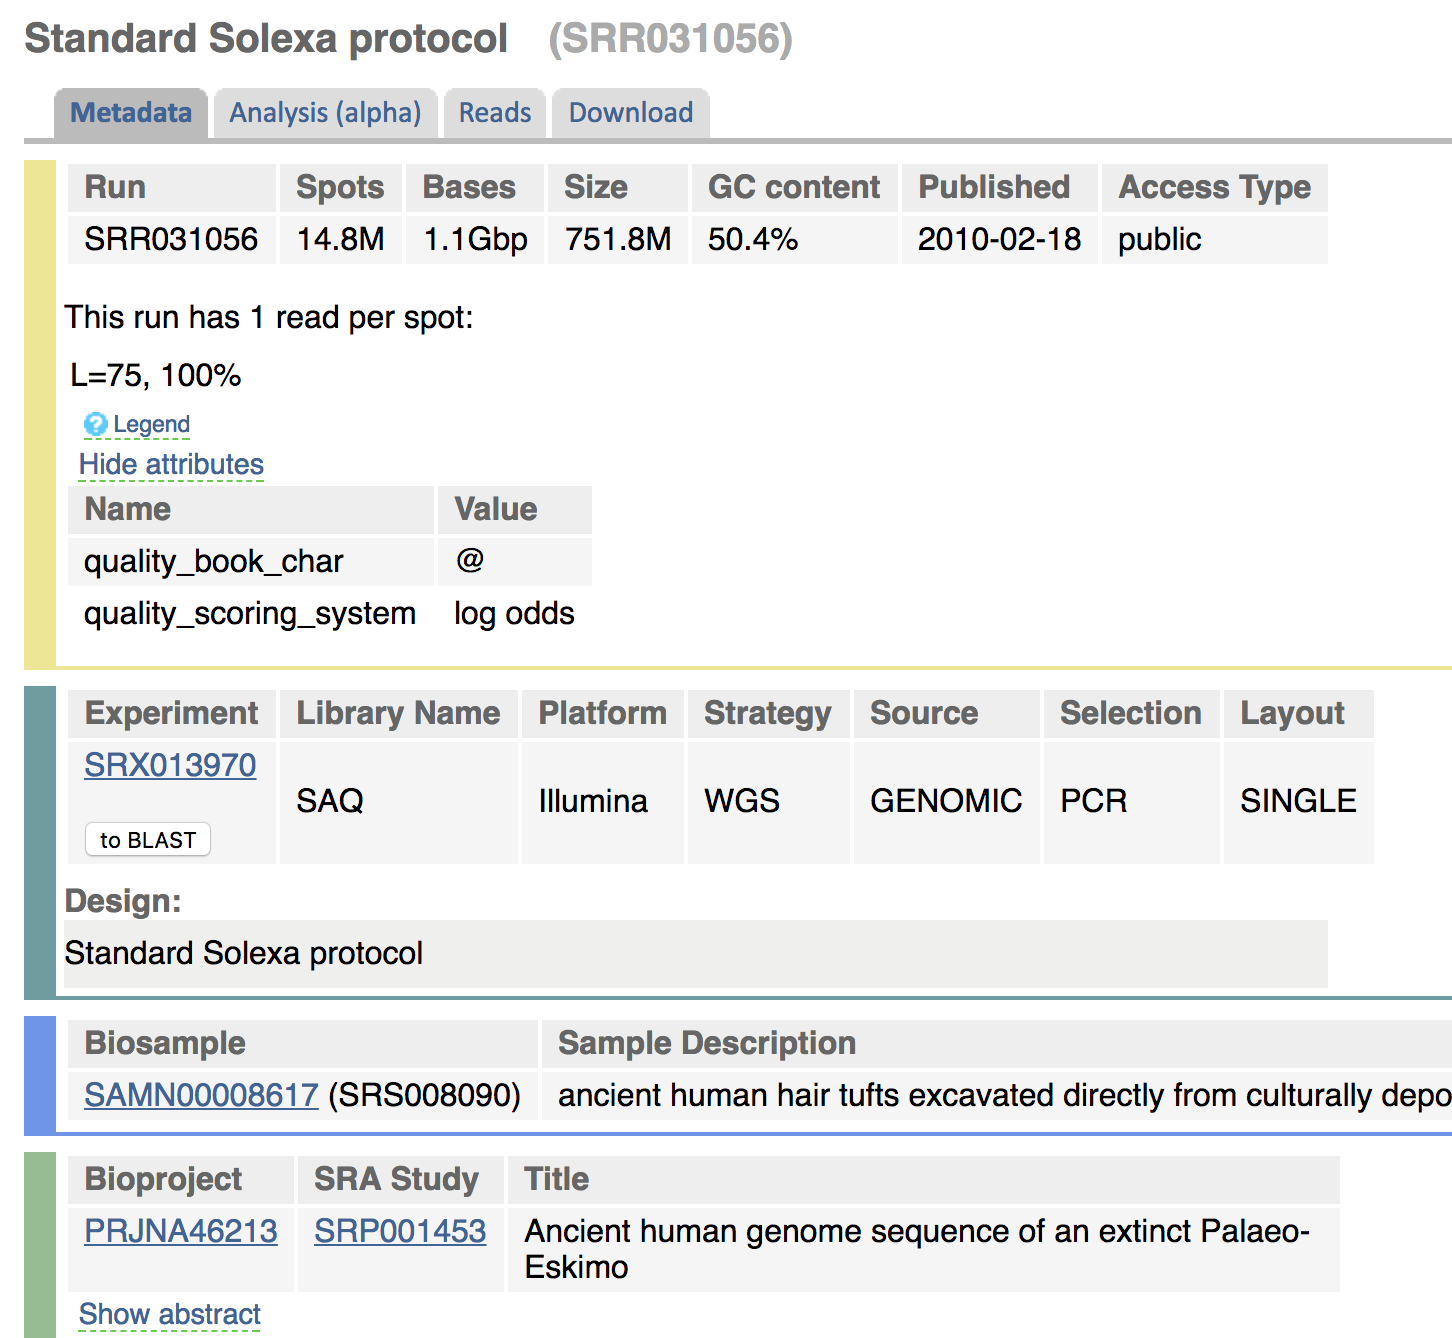 Standard Solexa protocol (SRR031056)
Metadata Analysis (alpha) Reads Download
Run Spots Bases Size GC content Published Access Type
SRR031056 14.8M 1.1Gbp 751.8M 50.4% 2010-02-18 public
This run has 1 read per spot:
L=75, 100%
? Legend
Hide attributes
Name Value
quality_book_char @
quality_scoring_system log odds
Experiment Library Name Platform Strategy Source Selection Layout
SRX013970
SAQ Illumina WGS GENOMIC PCR SINGLE
to BLAST
Design:
Standard Solexa protocol
Biosample Sample Description
SAMN00008617 (SRS008090) ancient human hair tufts excavated directly from culturally depo
Bioproject SRA Study Title
PRJNA46213 SRP001453 Ancient human genome sequence of an extinct Palaeo-
Eskimo
Show abstract